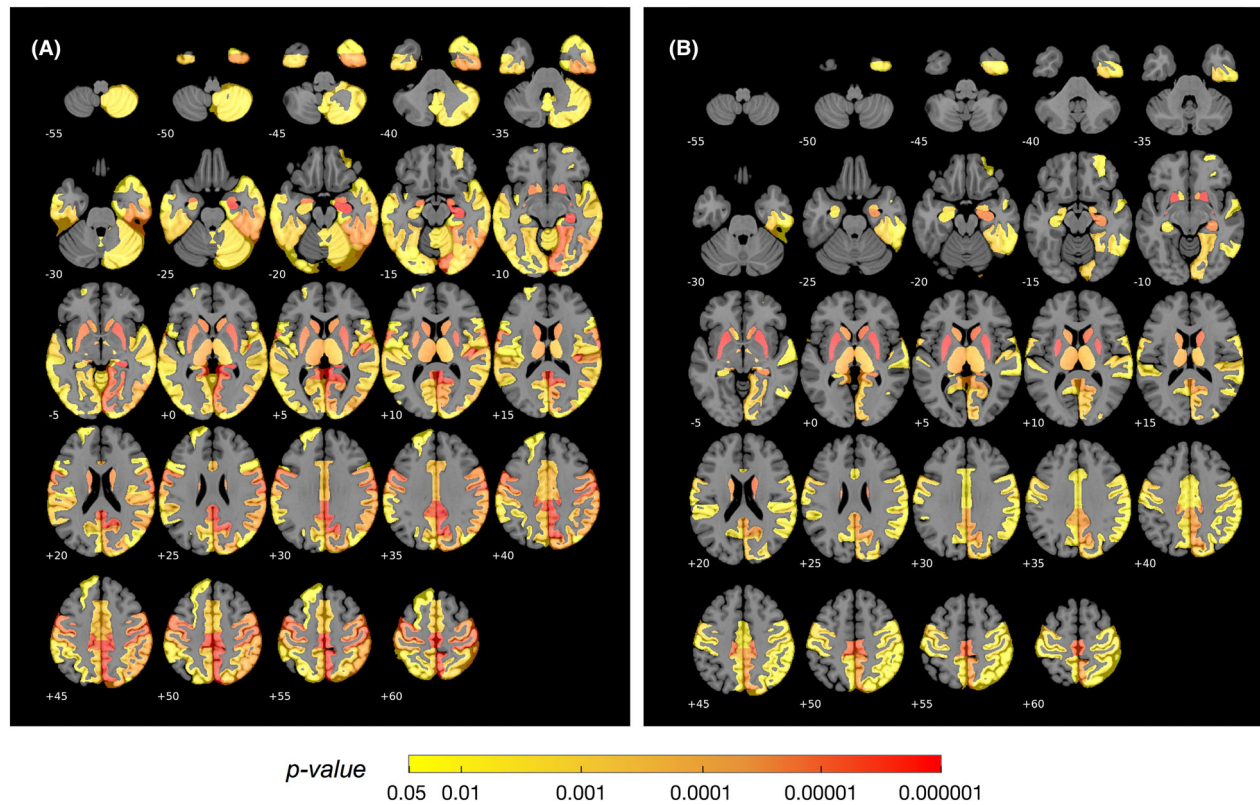 (A) (B)
-55 -50 -45 -40 -35 -55 -50 -45 -40 -35
-30 -25 -20 -15 -10 -30 -25 -20 -15 -10
-5 +0 +5 +10 +15 -5 +0 +5 +10 +15
+20 +25 +30 +35 +40 +20 +25 +30 +35 +40
+45 +50 +55 +60 +45 +50 +55 +60
p-value
0.05 0.01 0.001 0.0001 0.00001 0.000001